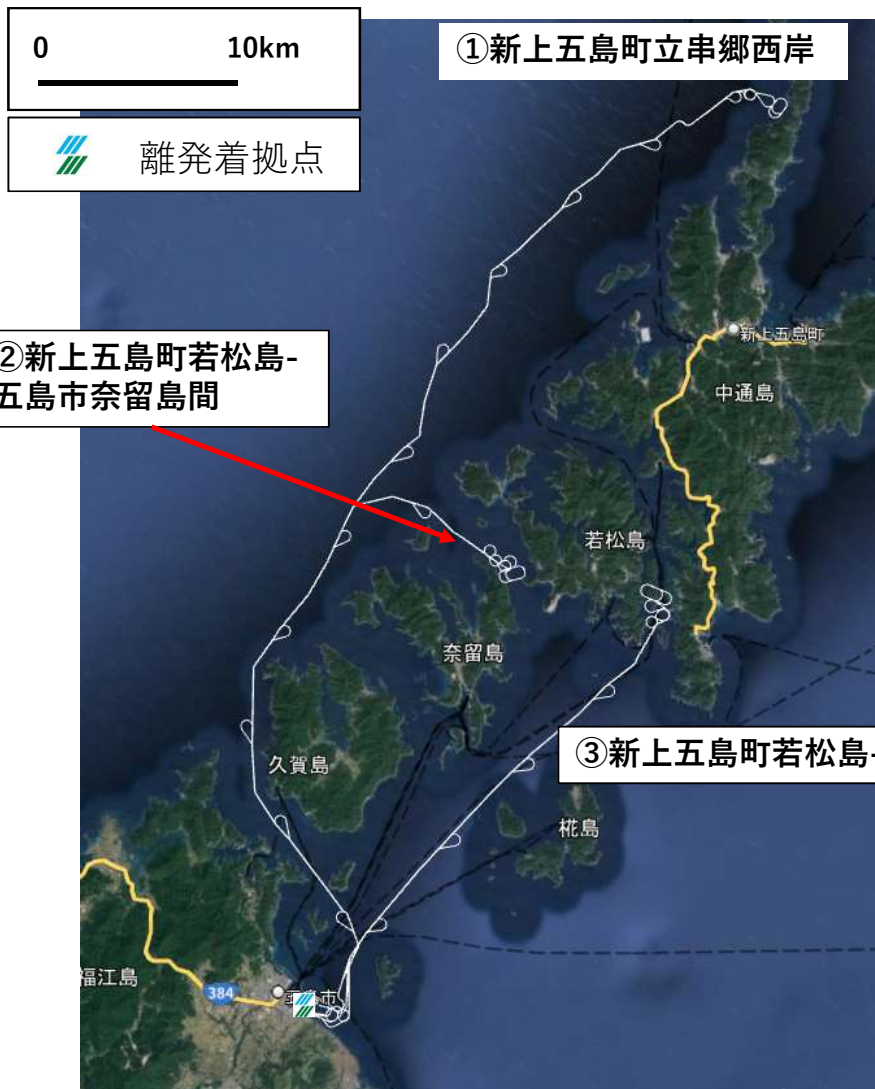 0 10km
離発着拠点
①新上五島町立串郷西岸
新上五島町
②新上五島町若松島-
五島市奈留島間
中通島
若松島
奈留島
③新上五島町若松島-
久賀島
椛島
福江島
384
五島市